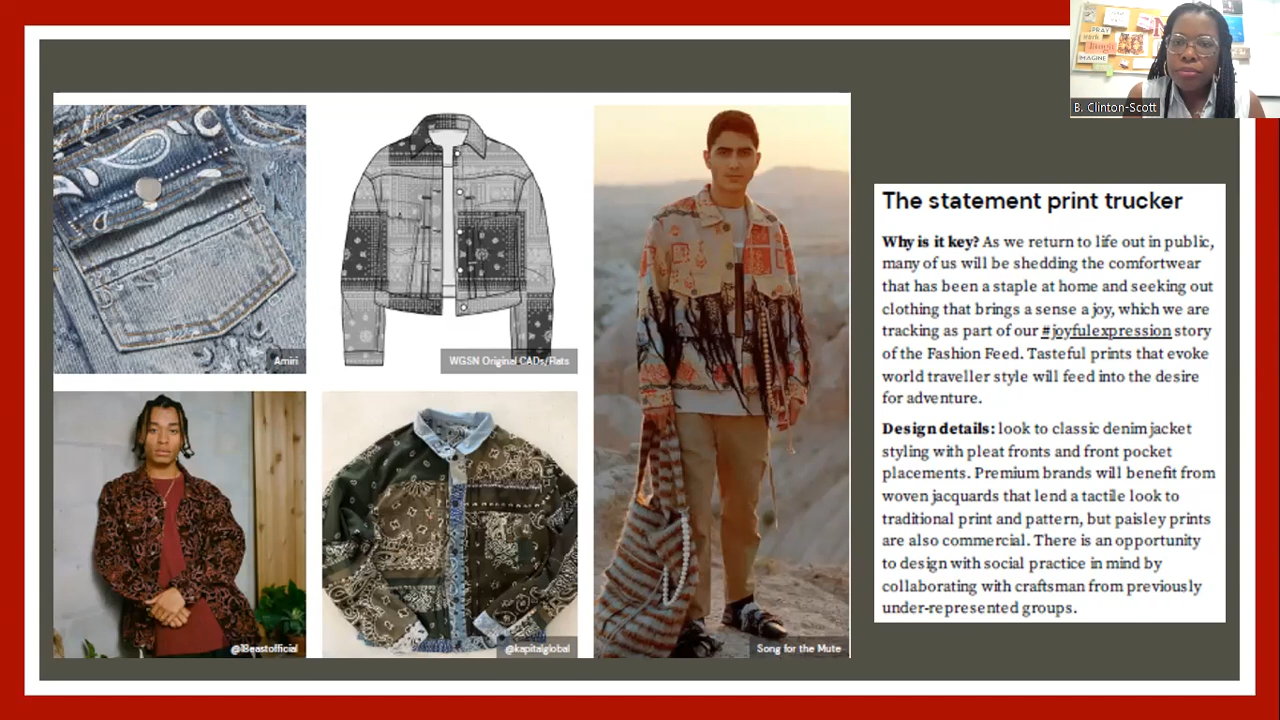 PRAY
Laugh
IMAGINE
B. Clinton-Scott
Amiri
WGSN Original CADs/Flats
@18eastofficial
@kapitalglobal
Song for the Mute
The statement print trucker
Why is it key? As we return to life out in public,
many of us will be shedding the comfortwear
that has been a staple at home and seeking out
clothing that brings a sense a joy, which we are
tracking as part of our #joyfulexpression story
of the Fashion Feed. Tasteful prints that evoke
world traveller style will feed into the desire
for adventure.
Design details: look to classic denim jacket
styling with pleat fronts and front pocket
placements. Premium brands will benefit from
woven jacquards that lend a tactile look to
traditional print and pattern, but paisley prints
are also commercial. There is an opportunity
to design with social practice in mind by
collaborating with craftsman from previously
under-represented groups.